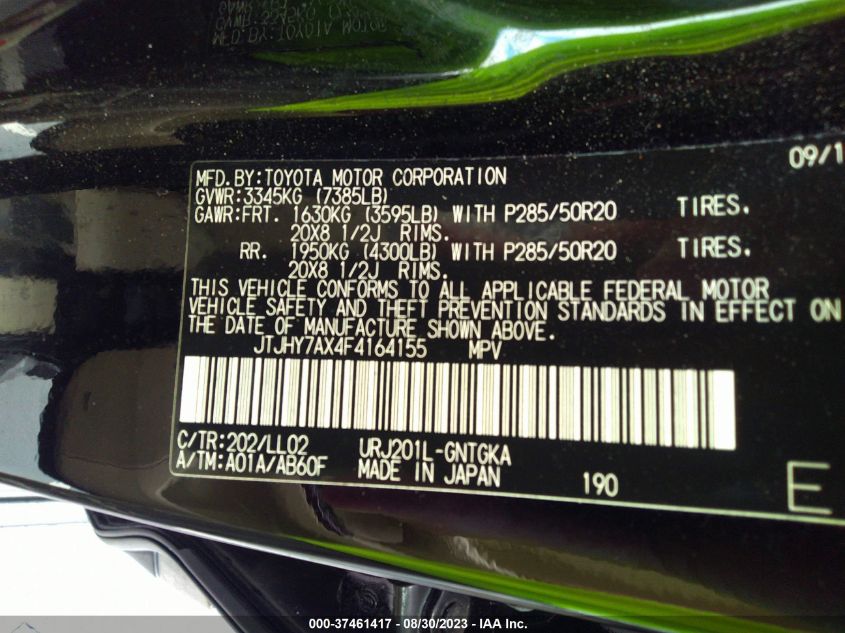 09/1
MFD.BY:TOYOTA MOTOR CORPORATION
GVWR:3345KG (7385LB)
GAWR:FRT. 1630KG (3595LB) WITH P285/50R20 TIRES.
20X8 1/2J RIMS.
RR. 1950KG (4300LB) WITH P285/50R20 TIRES.
20X8 1/2J RIMS.
THIS VEHICLE CONFORMS TO ALL APPLICABLE FEDERAL MOTOR
VEHICLE SAFETY AND THEFT PREVENTION STANDARDS IN EFFECT ON
THE DATE OF MANUFACTURE SHOWN ABOVE.
JTJHY7AX4F4164155 MPV
C/TR:202/LL02 URJ201L-GNTGKA
A/TM:A01A/AB60F MADE IN JAPAN 190 E
000-37461417 - 08/30/2023 - IAA Inc.